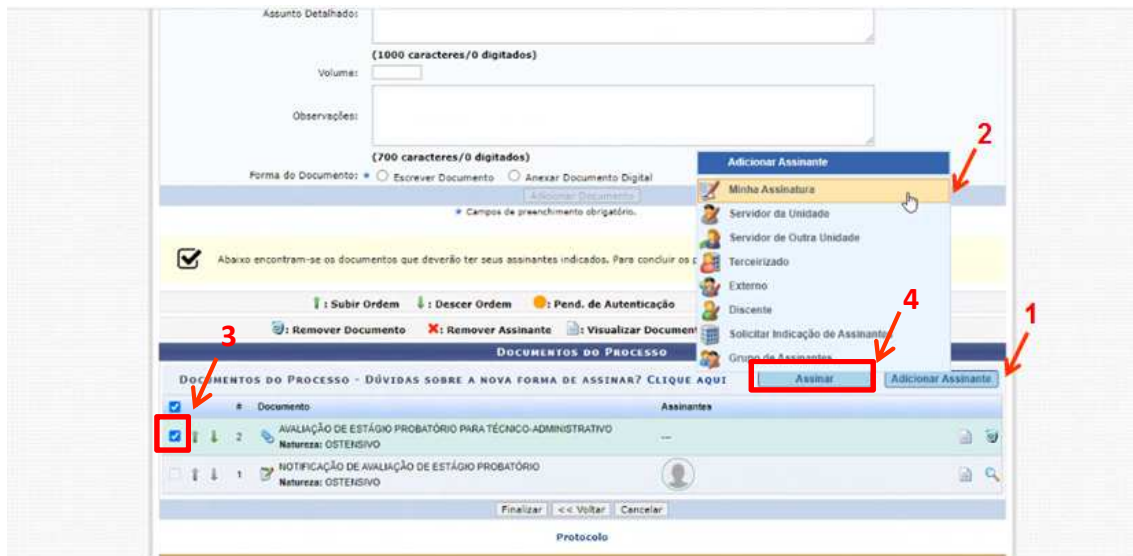 Assunto Detalhado:
(1000 caracteres/0 digitados)
Volume:
Observações:
(700 caracteres/0 digitados)
Forma do Documento: * Escrever Documento Anexar Documento Digital
Adicionar Documento
* Campos de preenchimento obrigatório.
2
Adicionar Assinante
Minha Assinatura
Servidor da Unidade
Servidor de Outra Unidade
Terceirizado
Externo
Discente
Solicitar Indicação de Assinantes
Grupo de Assinantes
Abaixo encontram-se os documentos que deverão ter seus assinantes indicados. Para concluir os
: Subir Ordem : Descer Ordem : Pend. de Autenticação
: Remover Documento : Remover Assinante : Visualizar Documen
4
1
3
DOCUMENTOS DO PROCESSO
DOCUMENTOS DO PROCESSO - DÚVIDAS SOBRE A NOVA FORMA DE ASSINAR? CLIQUE AQUI Assinar Adicionar Assinante
# Documento Assinantes
2 AVALIAÇÃO DE ESTÁGIO PROBATÓRIO PARA TÉCNICO-ADMINISTRATIVO ---
Natureza: OSTENSIVO
1 NOTIFICAÇÃO DE AVALIAÇÃO DE ESTÁGIO PROBATÓRIO
Natureza: OSTENSIVO
Finalizar << Voltar Cancelar
Protocolo